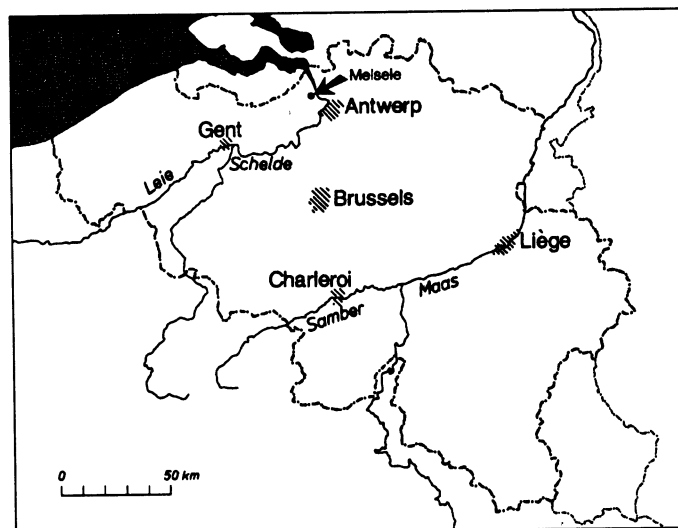 Melsele
Antwerp
Gent
Schelde
Leie
Brussels
Liège
Charleroi
Maas
Samber
0 50 km